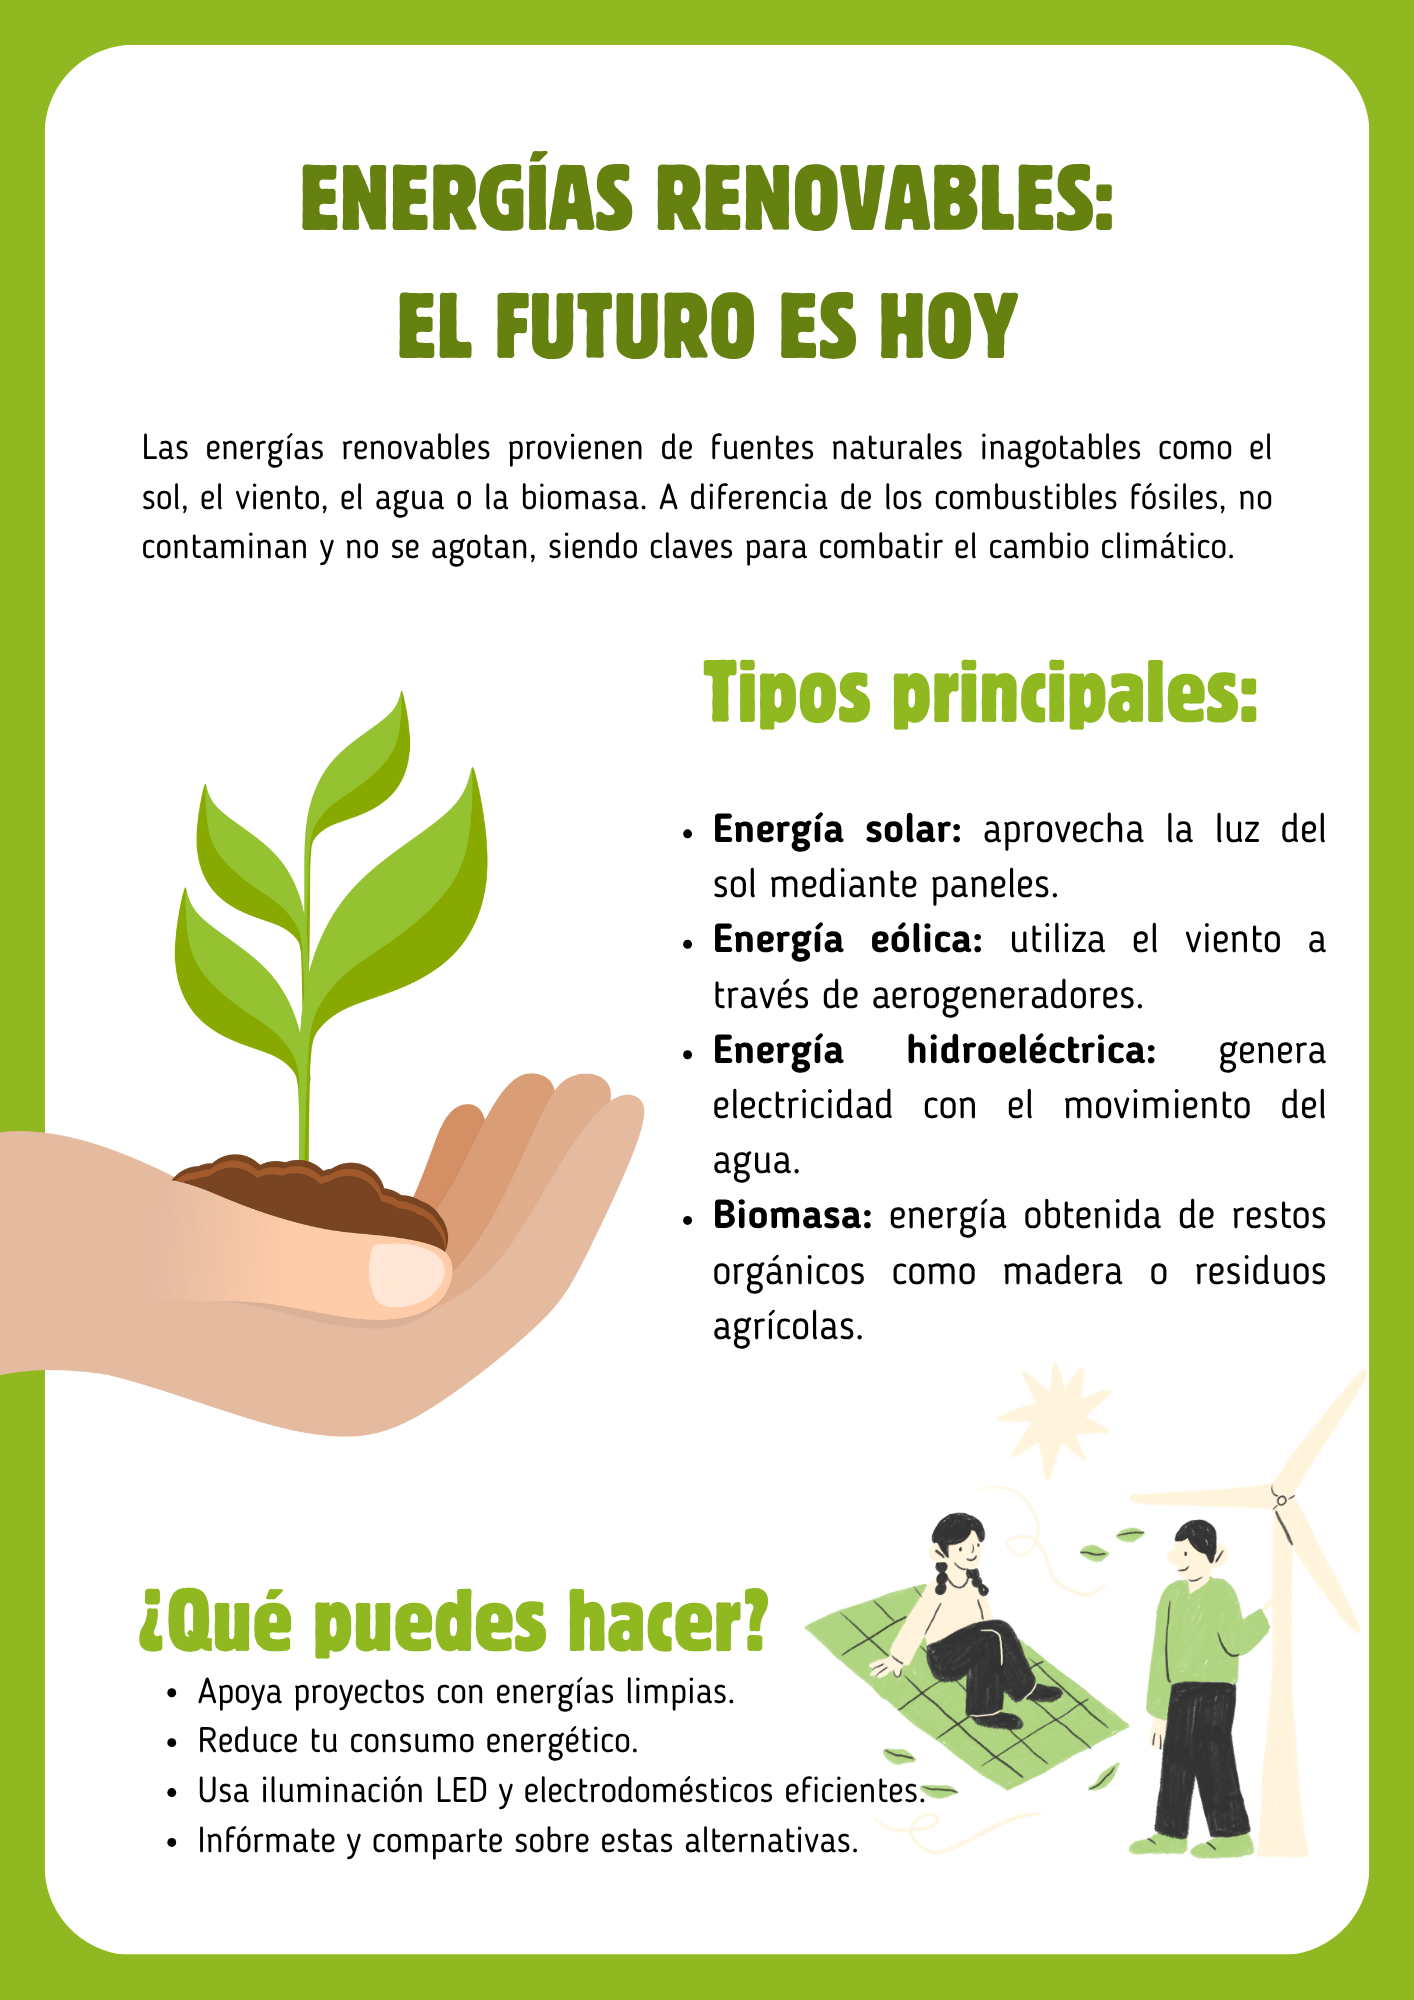 ENERGÍAS RENOVABLES:
EL FUTURO ES HOY
Las energías renovables provienen de fuentes naturales inagotables como el
sol, el viento, el agua o la biomasa. A diferencia de los combustibles fósiles, no
contaminan y no se agotan, siendo claves para combatir el cambio climático.
Tipos principales:
• Energía solar: aprovecha la luz del
sol mediante paneles.
• Energía eólica: utiliza el viento a
través de aerogeneradores.
• Energía hidroeléctrica: genera
electricidad con el movimiento del
agua.
• Biomasa: energía obtenida de restos
orgánicos como madera o residuos
agrícolas.
¿Qué puedes hacer?
• Apoya proyectos con energías limpias.
• Reduce tu consumo energético.
• Usa iluminación LED y electrodomésticos eficientes.
• Infórmate y comparte sobre estas alternativas.